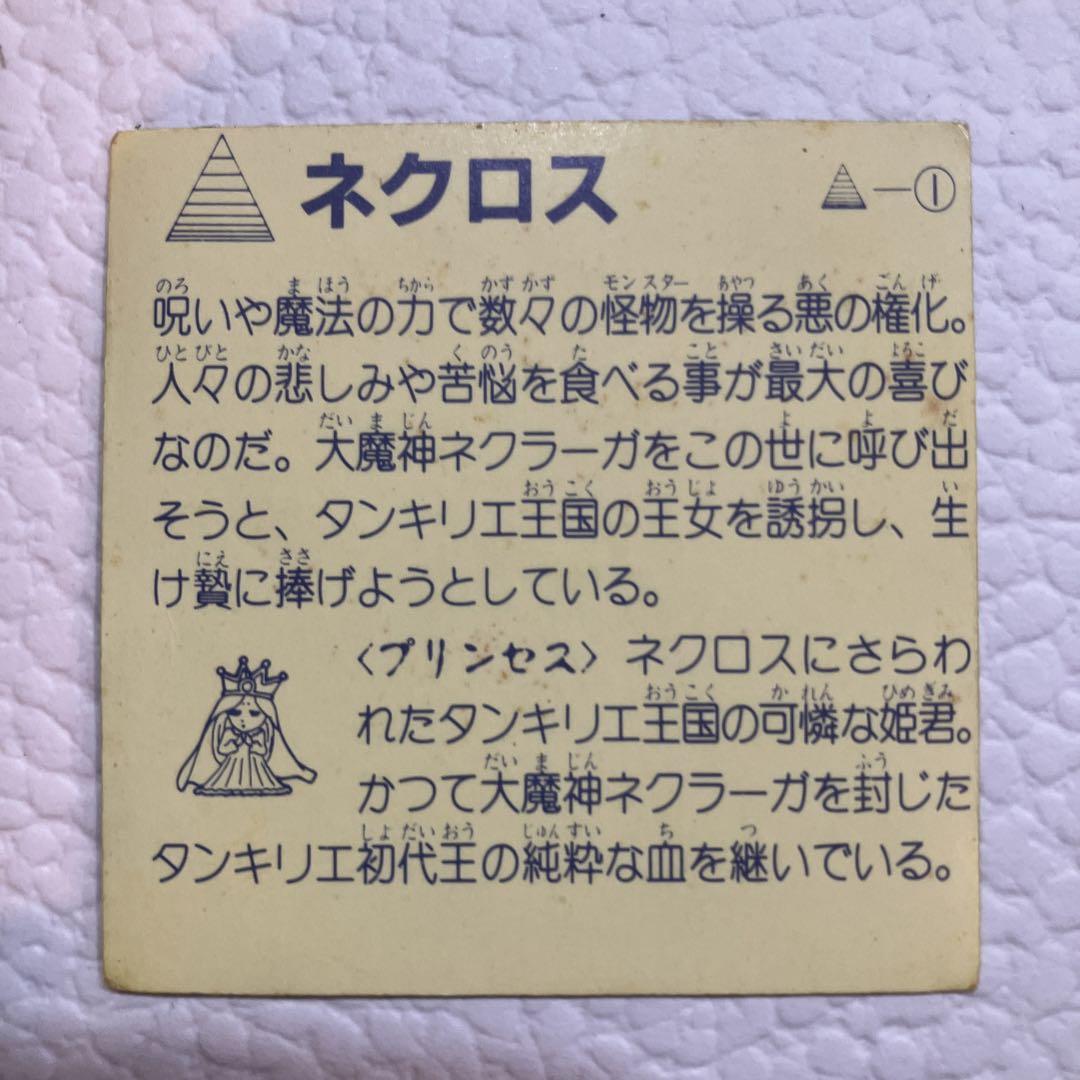 ネクロス
―①
呪いや魔法の力で数々の怪物を操る悪の権化。
人々の悲しみや苦悩を食べる事が最大の喜び
なのだ。大魔神ネクラーガをこの世に呼び出
そうと、タンキリエ王国の王女を誘拐し、生
け贄に捧げようとしている。
〈プリンセス〉ネクロスにさらわ
れたタンキリエ王国の可憐な姫君。
かつて大魔神ネクラーガを封じた
タンキリエ初代王の純粋な血を継いでいる。